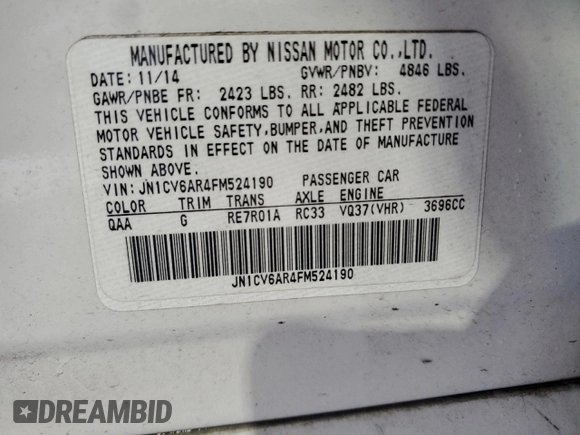 MANUFACTURED BY NISSAN MOTOR CO.,LTD.
DATE: 11/14 GVWR/PNBV: 4846 LBS.
GAWR/PNBE FR: 2423 LBS. RR: 2482 LBS.
THIS VEHICLE CONFORMS TO ALL APPLICABLE FEDERAL
MOTOR VEHICLE SAFETY,BUMPER,AND THEFT PREVENTION
STANDARDS IN EFFECT ON THE DATE OF MANUFACTURE
SHOWN ABOVE.
VIN: JN1CV6AR4FM524190 PASSENGER CAR
COLOR TRIM TRANS AXLE ENGINE
QAA G RE7R01A RC33 VQ37(VHR) 3696CC
JN1CV6AR4FM524190
DREAMBID